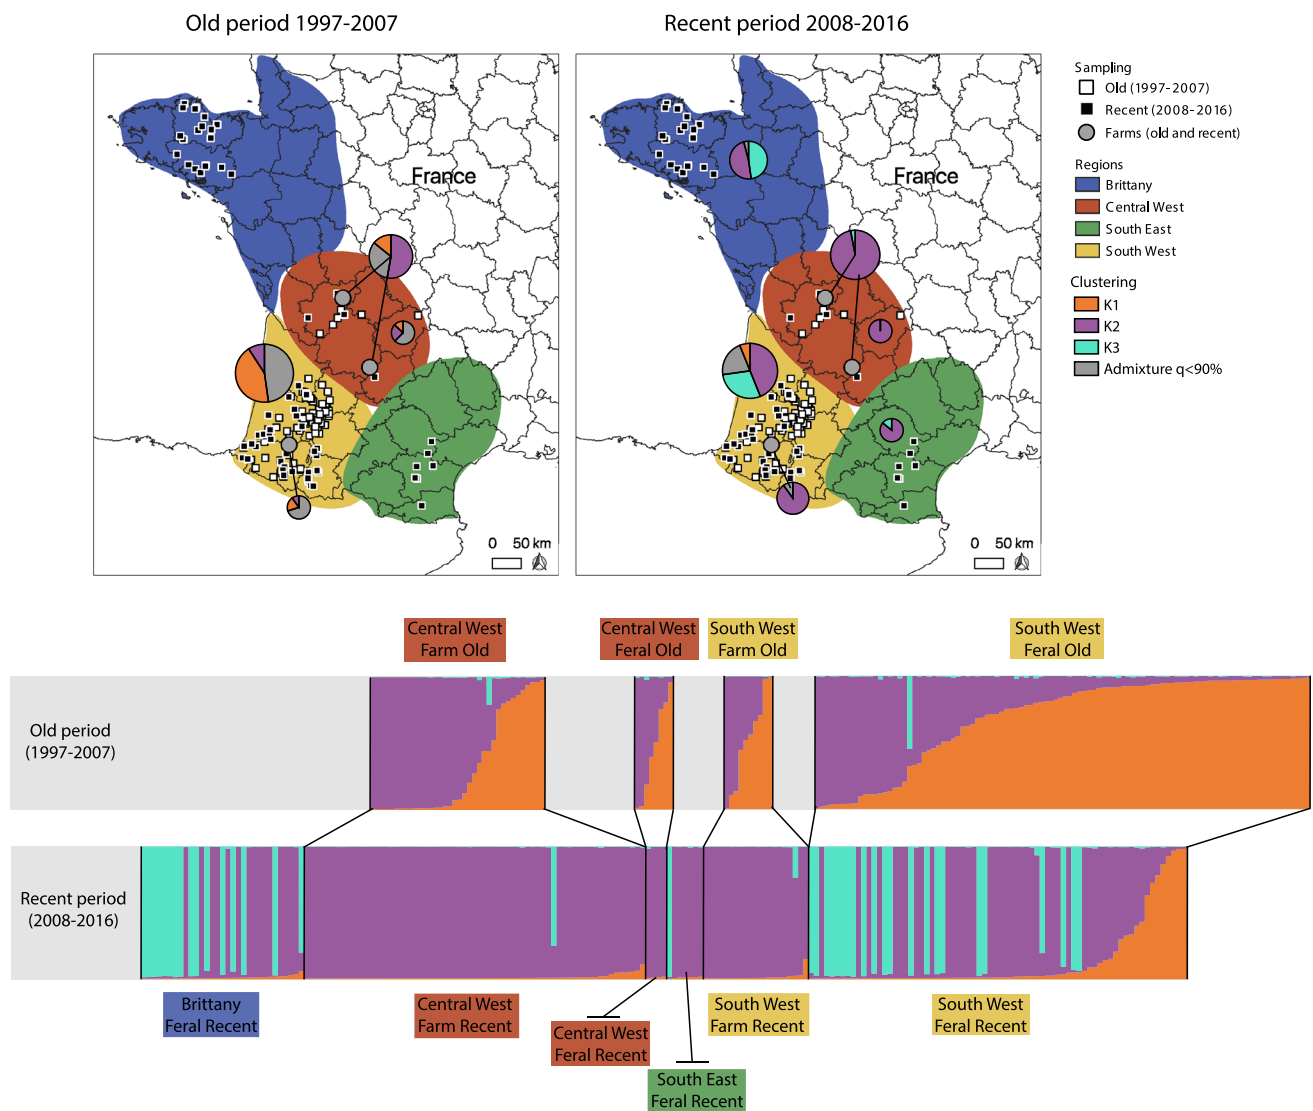 Old period 1997-2007
Recent period 2008-2016
France
0 50 km
France
0 50 km
Sampling
Old (1997-2007)
Recent (2008-2016)
Farms (old and recent)
Regions
Brittany
Central West
South East
South West
Clustering
K1
K2
K3
Admixture q<90%
Central West
Farm Old
Central West
Feral Old
South West
Farm Old
South West
Feral Old
Old period
(1997-2007)
Recent period
(2008-2016)
Brittany
Feral Recent
Central West
Farm Recent
Central West
Feral Recent
South East
Feral Recent
South West
Farm Recent
South West
Feral Recent